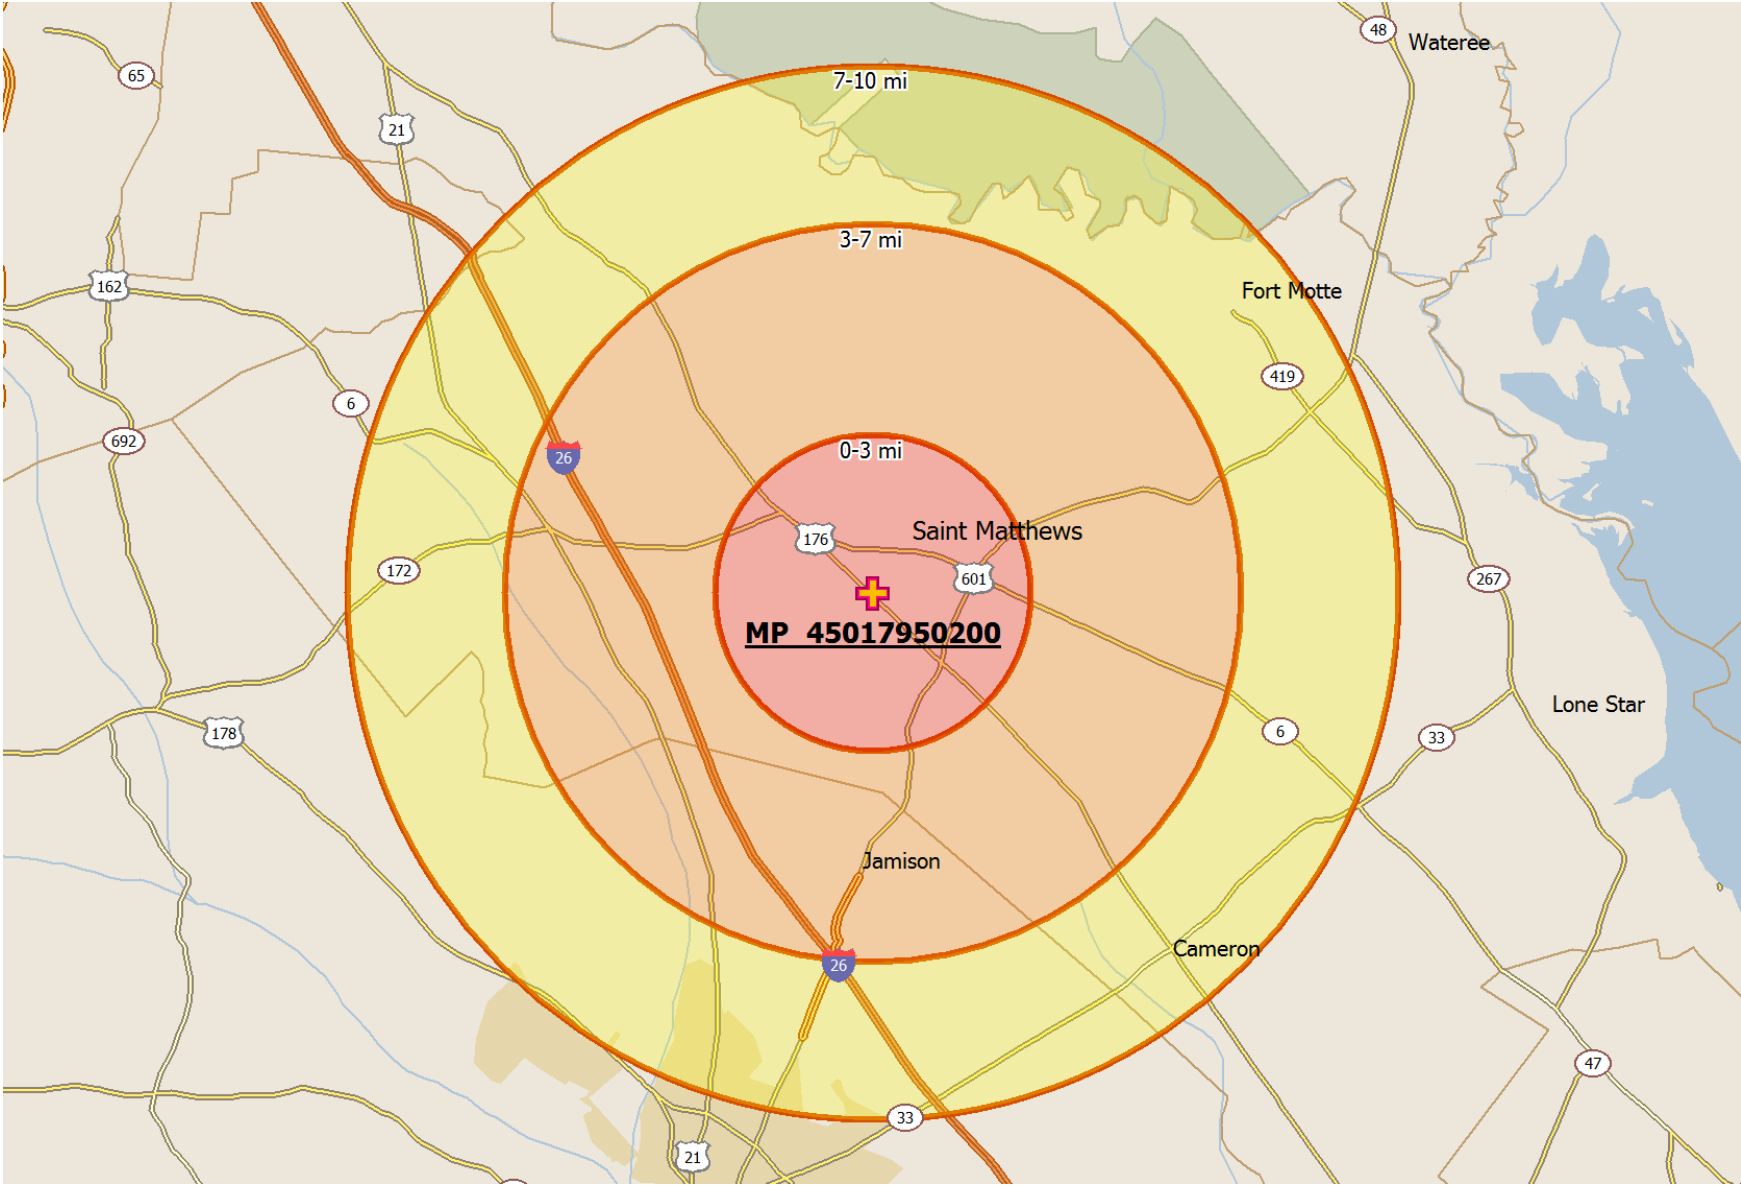 48
Wateree
65
7-10 mi
21
3-7 mi
162
Fort Motte
419
6
692
0-3 mi
26
Saint Matthews
176
172
601
267
MP 45017950200
Lone Star
178
6
33
Jamison
Cameron
26
47
33
21